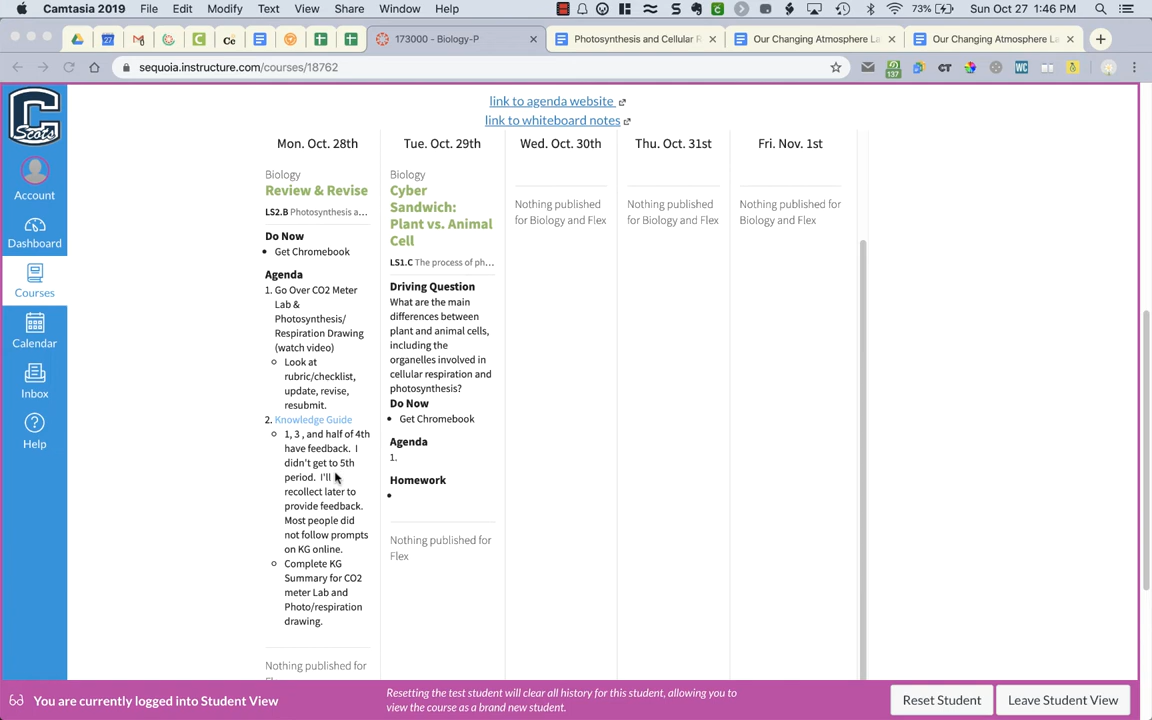 Camtasia 2019 File Edit Modify Text View Share Window Help 73% Sun Oct 27 1:46 PM
173000 - Biology-P
Photosynthesis and Cellular R
Our Changing Atmosphere La
Our Changing Atmosphere La
sequoia.instructure.com/courses/18762
Scots
Account
Dashboard
Courses
Calendar
Inbox
Help
link to agenda website
link to whiteboard notes
Mon. Oct. 28th
Biology
Review & Revise
LS2.B Photosynthesis a...
Do Now
Get Chromebook
Agenda
1. Go Over CO2 Meter
Lab &
Photosynthesis/
Respiration Drawing
(watch video)
Look at
rubric/checklist,
update, revise,
resubmit.
2. Knowledge Guide
1, 3 , and half of 4th
have feedback. I
didn't get to 5th
period. I'll
recollect later to
provide feedback.
Most people did
not follow prompts
on KG online.
Complete KG
Summary for CO2
meter Lab and
Photo/respiration
drawing.
Nothing published for
Tue. Oct. 29th
Biology
Cyber
Sandwich:
Plant vs. Animal
Cell
LS1.C The process of ph...
Driving Question
What are the main
differences between
plant and animal cells,
including the
organelles involved in
cellular respiration and
photosynthesis?
Do Now
Get Chromebook
Agenda
1.
Homework
Nothing published for
Flex
Wed. Oct. 30th
Nothing published for
Biology and Flex
Thu. Oct. 31st
Nothing published for
Biology and Flex
Fri. Nov. 1st
Nothing published for
Biology and Flex
You are currently logged into Student View
Resetting the test student will clear all history for this student, allowing you to
view the course as a brand new student.
Reset Student
Leave Student View